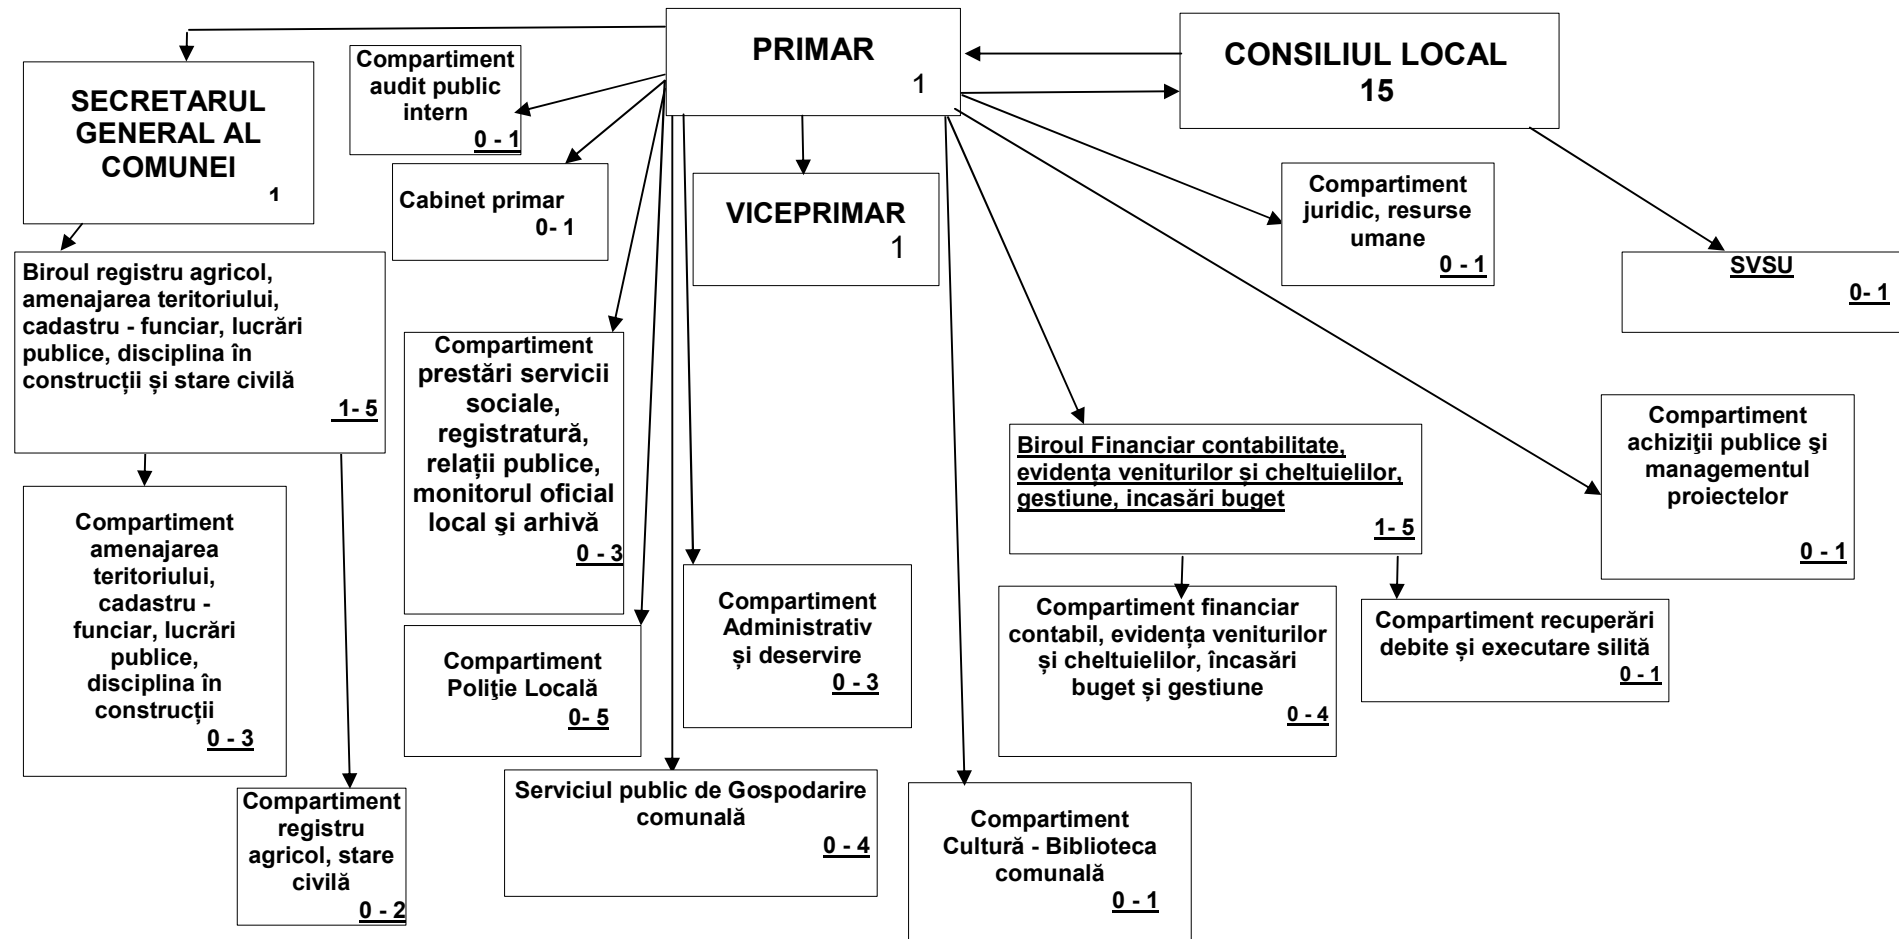 PRIMAR
1
CONSILIUL LOCAL
15
SECRETARUL
GENERAL AL
COMUNEI
1
Compartiment
audit public
intern
0 - 1
Cabinet primar
0- 1
VICEPRIMAR
1
Compartiment
juridic, resurse
umane
0 - 1
SVSU
0- 1
Biroul registru agricol,
amenajarea teritoriului,
cadastru - funciar, lucrări
publice, disciplina în
construcții și stare civilă
1- 5
Compartiment
prestări servicii
sociale,
registratură,
relații publice,
monitorul oficial
local şi arhivă
0 - 3
Biroul Financiar contabilitate,
evidența veniturilor și cheltuielilor,
gestiune, incasări buget
1- 5
Compartiment
achiziţii publice şi
managementul
proiectelor
0 - 1
Compartiment
amenajarea
teritoriului,
cadastru -
funciar, lucrări
publice,
disciplina în
construcții
0 - 3
Compartiment
Poliţie Locală
0- 5
Compartiment
Administrativ
și deservire
0 - 3
Compartiment financiar
contabil, evidența veniturilor
și cheltuielilor, încasări
buget și gestiune
0 - 4
Compartiment recuperări
debite și executare silită
0 - 1
Compartiment
registru
agricol, stare
civilă
0 - 2
Serviciul public de Gospodarire
comunală
0 - 4
Compartiment
Cultură - Biblioteca
comunală
0 - 1